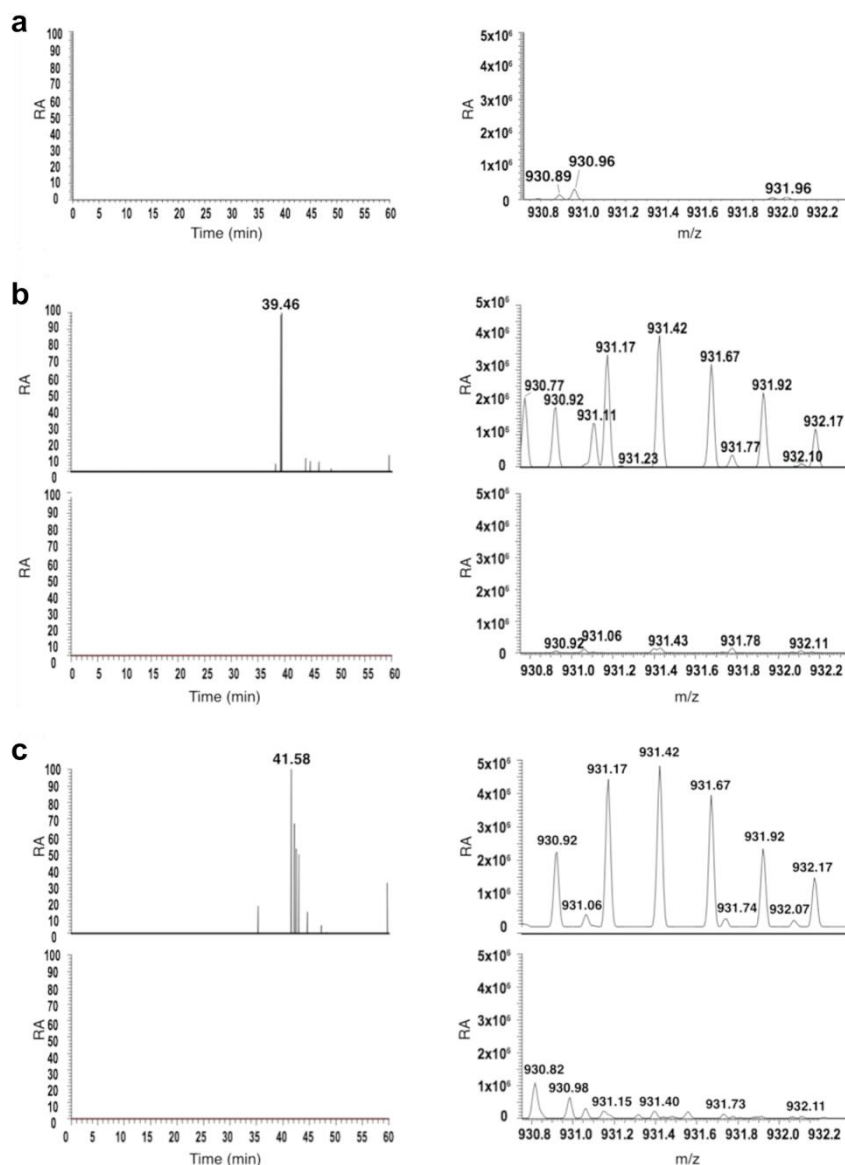 a
100
90
80
70
60
50
40
30
20
10
0
RA
0 5 10 15 20 25 30 35 40 45 50 55 60
Time (min)
5x10⁶
4x10⁶
3x10⁶
2x10⁶
1x10⁶
0
RA
930.89
930.96
931.96
930.8 931.0 931.2 931.4 931.6 931.8 932.0 932.2
m/z
b
39.46
100
90
80
70
60
50
40
30
20
10
0
RA
5x10⁶
4x10⁶
3x10⁶
2x10⁶
1x10⁶
0
RA
930.77
930.92
931.11
931.17
931.23
931.42
931.67
931.77
931.92
932.10
932.17
100
90
80
70
60
50
40
30
20
10
0
RA
0 5 10 15 20 25 30 35 40 45 50 55 60
Time (min)
5x10⁶
4x10⁶
3x10⁶
2x10⁶
1x10⁶
0
RA
930.92
931.06
931.43
931.78
932.11
930.8 931.0 931.2 931.4 931.6 931.8 932.0 932.2
m/z
c
41.58
100
90
80
70
60
50
40
30
20
10
0
RA
5x10⁶
4x10⁶
3x10⁶
2x10⁶
1x10⁶
0
RA
930.92
931.06
931.17
931.42
931.67
931.74
931.92
932.07
932.17
100
90
80
70
60
50
40
30
20
10
0
RA
0 5 10 15 20 25 30 35 40 45 50 55 60
Time (min)
5x10⁶
4x10⁶
3x10⁶
2x10⁶
1x10⁶
0
RA
930.82
930.98
931.15
931.40
931.73
932.11
930.8 931.0 931.2 931.4 931.6 931.8 932.0 932.2
m/z